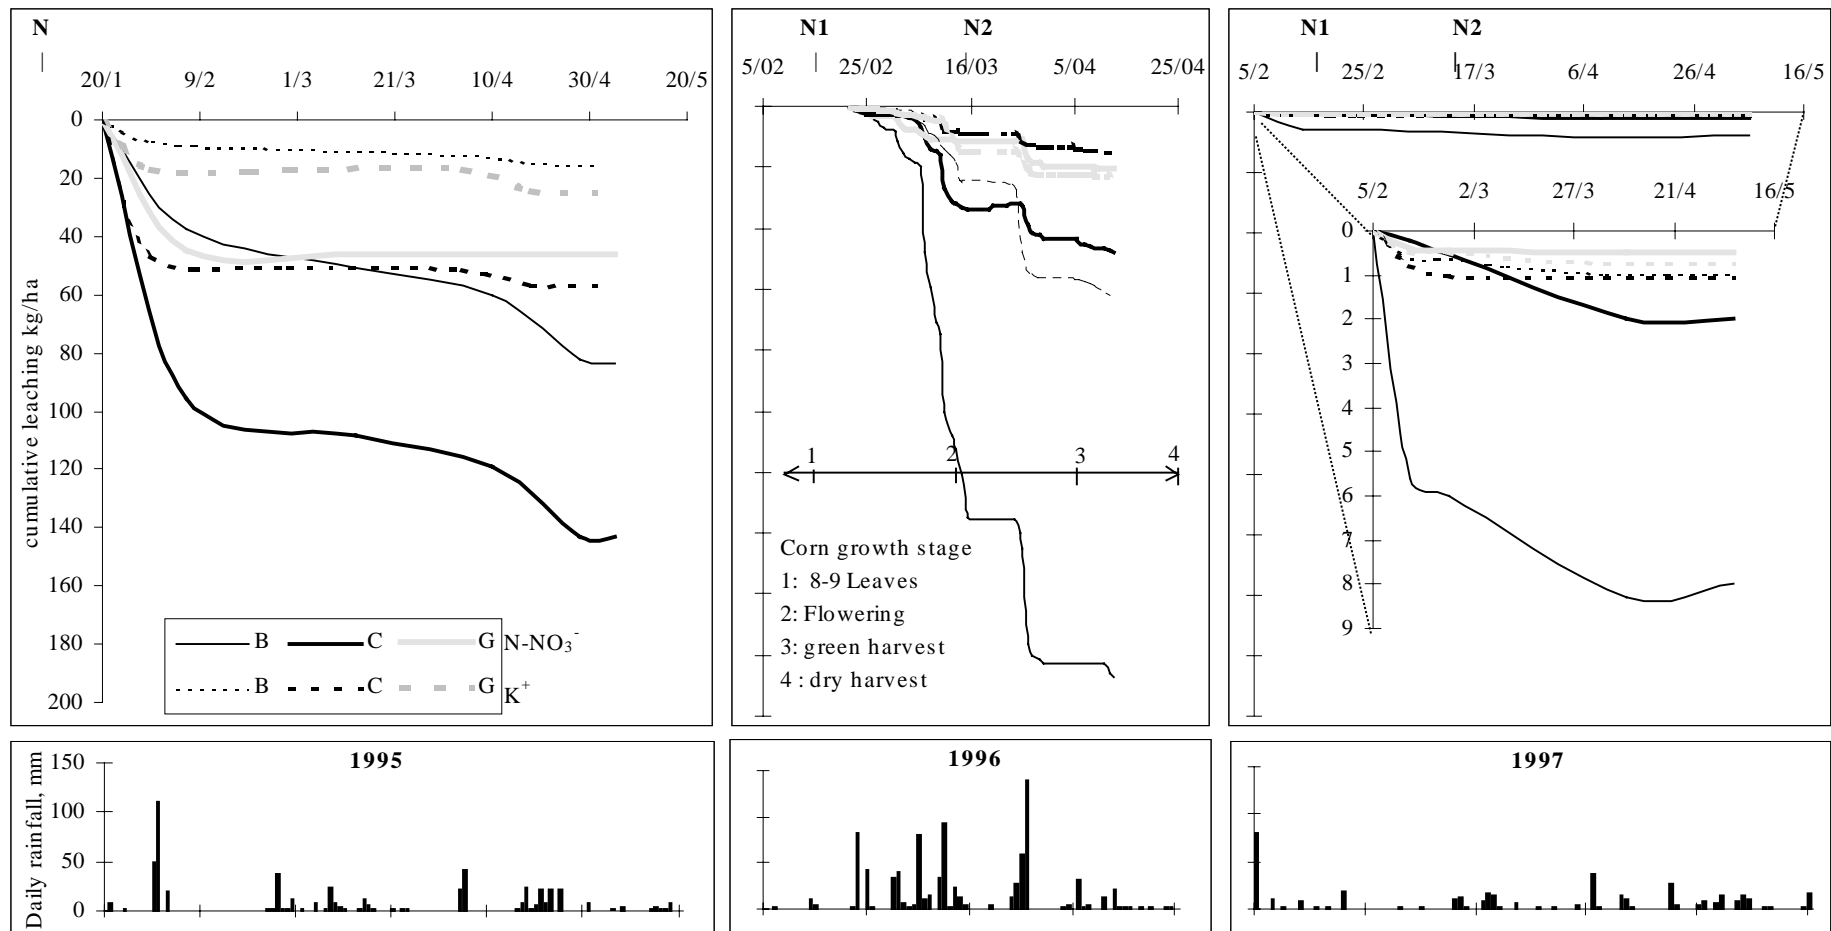 N
20/1 9/2 1/3 21/3 10/4 30/4 20/5
0
20
40
60
80
100
120
140
160
180
200
cumulative leaching kg/ha
B C G N-NO₃⁻
B C G K⁺
N1 N2
5/02 25/02 16/03 5/04 25/04
1 2 3 4
Corn growth stage
1: 8-9 Leaves
2: Flowering
3: green harvest
4 : dry harvest
N1 N2
5/2 25/2 17/3 6/4 26/4 16/5
5/2 2/3 27/3 21/4 16/5
0
1
2
3
4
5
6
7
8
9
1995
150
100
50
0
Daily rainfall, mm
1996
1997